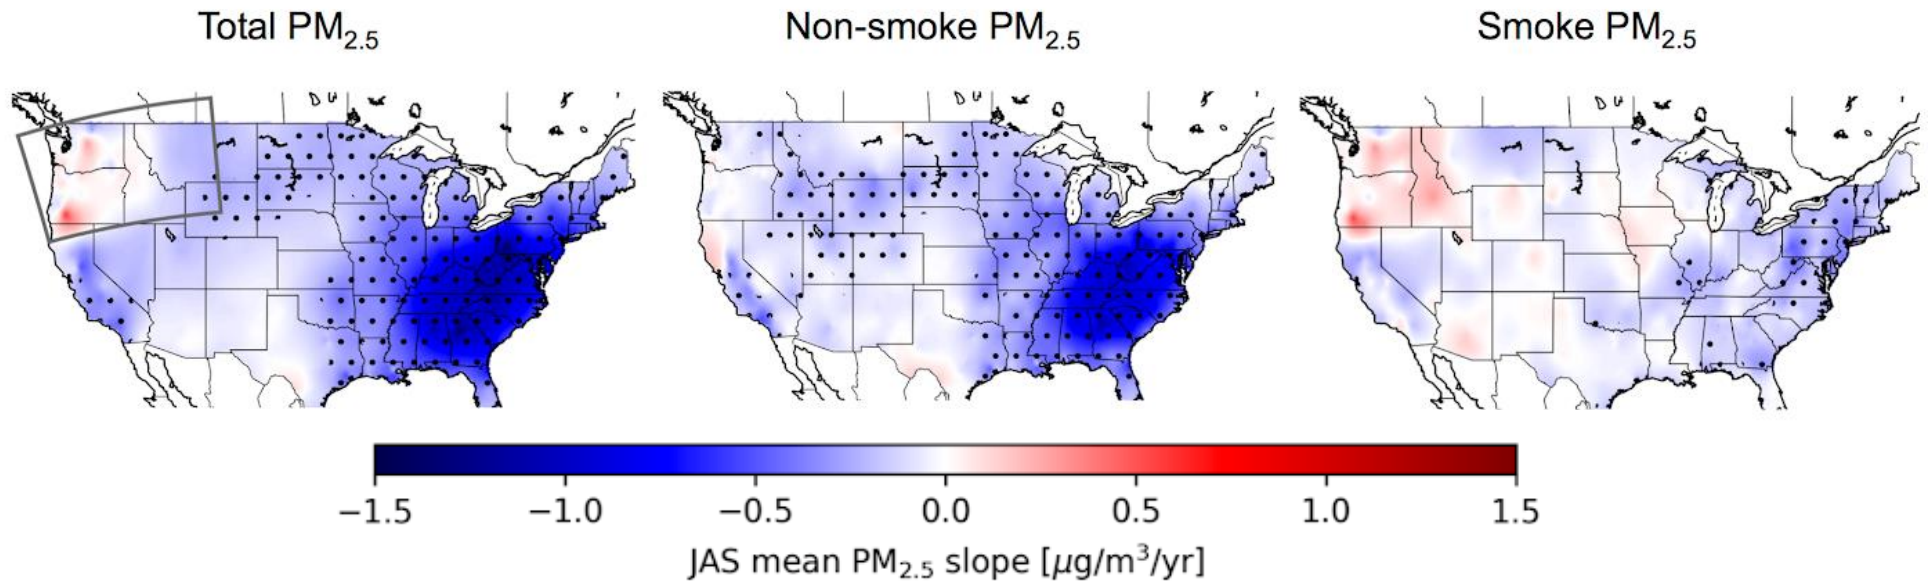 Total PM₂.₅
Non-smoke PM₂.₅
Smoke PM₂.₅
−1.5 −1.0 −0.5 0.0 0.5 1.0 1.5
JAS mean PM₂.₅ slope [μg/m³/yr]